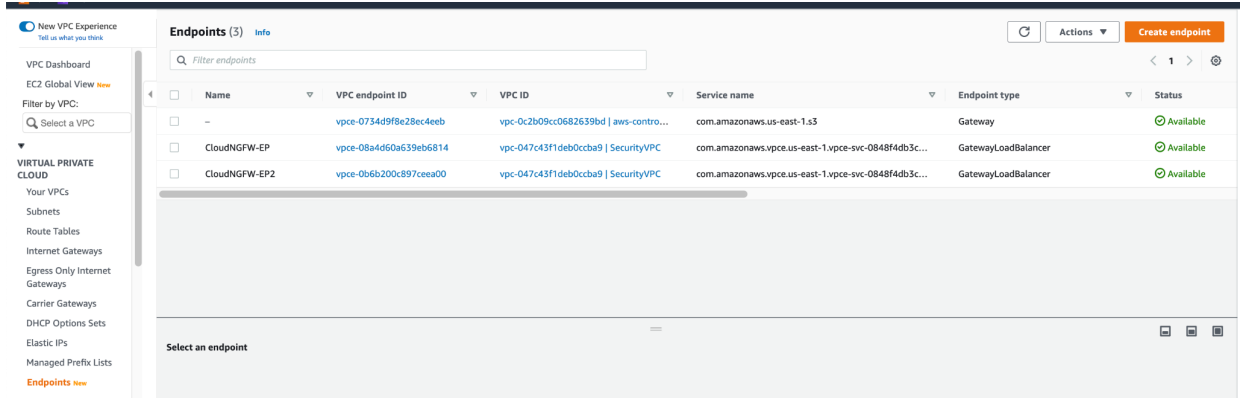 New VPC Experience
Tell us what you think
VPC Dashboard
EC2 Global View New
Filter by VPC:
Select a VPC
VIRTUAL PRIVATE
CLOUD
Your VPCs
Subnets
Route Tables
Internet Gateways
Egress Only Internet
Gateways
Carrier Gateways
DHCP Options Sets
Elastic IPs
Managed Prefix Lists
Endpoints New
Endpoints (3) Info
Actions
Create endpoint
Filter endpoints
1
Name VPC endpoint ID VPC ID Service name Endpoint type Status
– vpce-0734d9f8e28ec4eeb vpc-0c2b09cc0682639bd | aws-contro... com.amazonaws.us-east-1.s3 Gateway Available
CloudNGFW-EP vpce-08a4d60a639eb6814 vpc-047c43f1deb0ccba9 | SecurityVPC com.amazonaws.vpce.us-east-1.vpce-svc-0848f4db3c... GatewayLoadBalancer Available
CloudNGFW-EP2 vpce-0b6b200c897ceea00 vpc-047c43f1deb0ccba9 | SecurityVPC com.amazonaws.vpce.us-east-1.vpce-svc-0848f4db3c... GatewayLoadBalancer Available
Select an endpoint